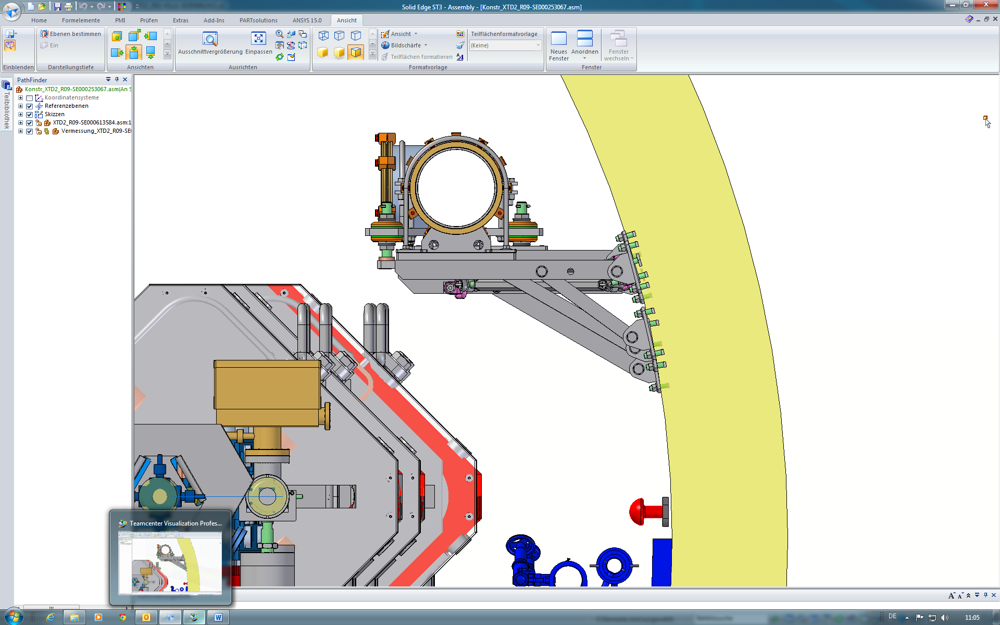 Solid Edge ST3 - Assembly - [Konstr_XTD2_R09-SE000253067.asm]
Home Formelemente PMI Prüfen Extras Add-Ins PARTsolutions ANSYS 15.0 Ansicht
Ebenen bestimmen
Ein
Ausschnittvergrößerung Einpassen
Ansicht
Bildschärfe
Teilflächen formatieren
Teilflächenformatvorlage
(Keine)
Neues Fenster
Anordnen
Fenster wechseln
Einblenden Darstellungstiefe Ansichten Ausrichten Formatvorlage Fenster
Teilbibliothek
PathFinder
Konstr_XTD2_R09-SE000253067.asm(An S
Koordinatensysteme
Referenzebenen
Skizzen
XTD2_R09-SE000613584.asm:1
Vermessung_XTD2_R09-SE
Teamcenter Visualization Profes...
DE
11:05